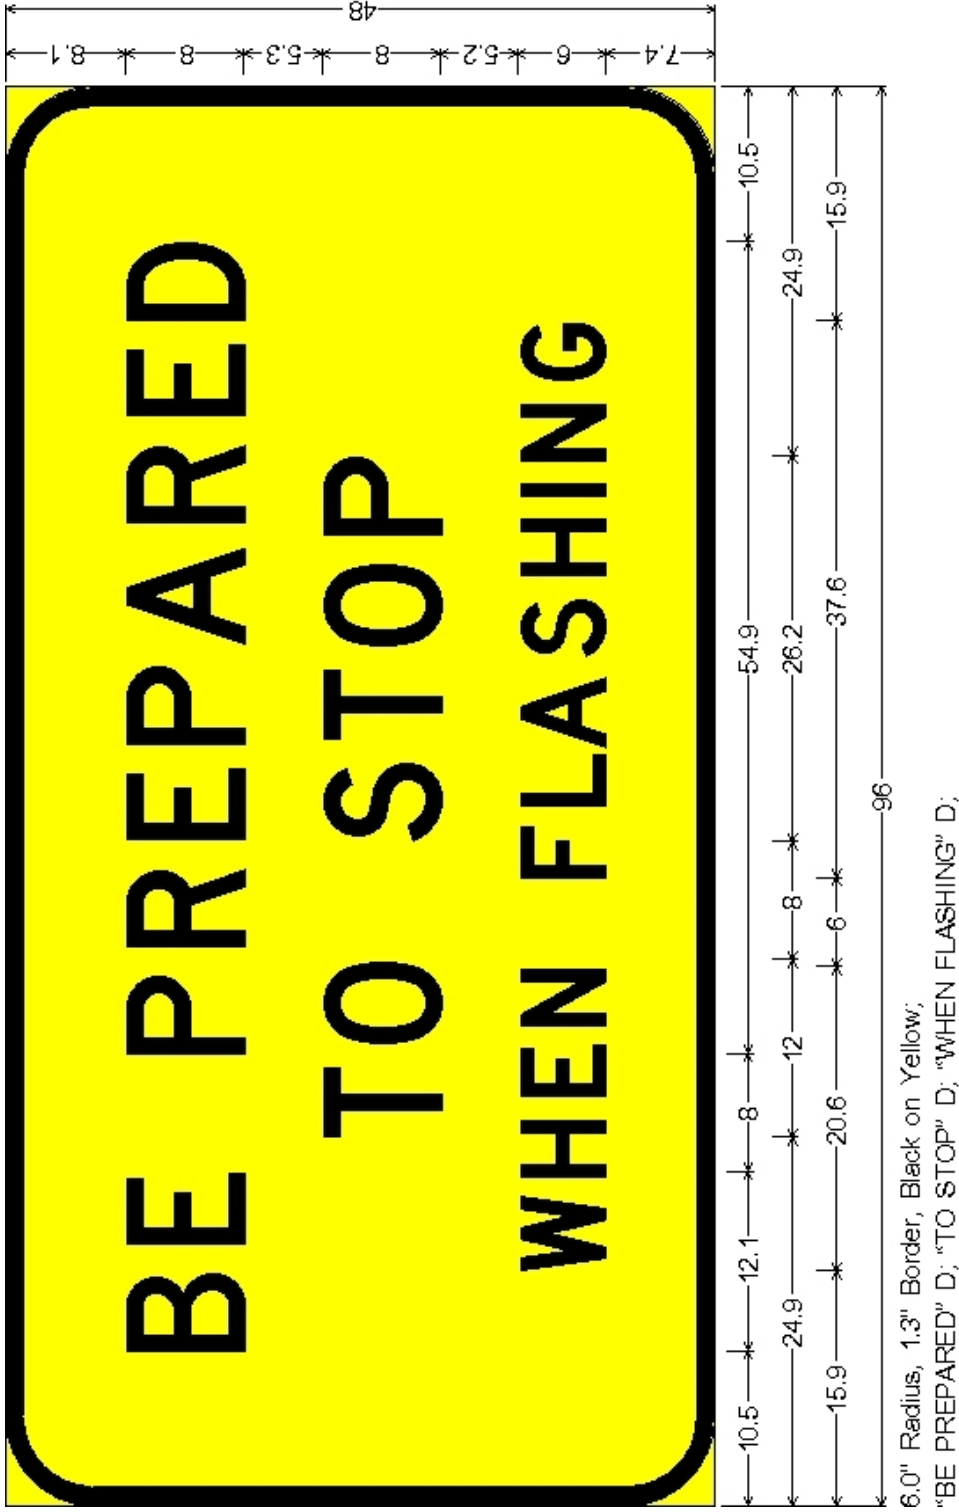 BE PREPARED
TO STOP
WHEN FLASHING
8.1
8
5.3
8
5.2
6
7.4
48
10.5 12.1 8 54.9 10.5
24.9 12 8 26.2 24.9
15.9 20.6 6 37.6 15.9
96
6.0" Radius, 1.3" Border, Black on Yellow;
"BE PREPARED" D; "TO STOP" D; "WHEN FLASHING" D;